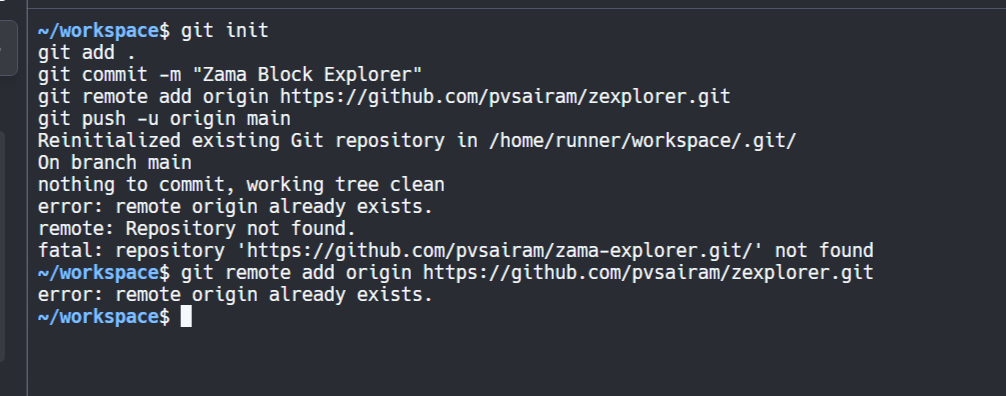 ~/workspace$ git init
git add .
git commit -m "Zama Block Explorer"
git remote add origin https://github.com/pvsairam/zexplorer.git
git push -u origin main
Reinitialized existing Git repository in /home/runner/workspace/.git/
On branch main
nothing to commit, working tree clean
error: remote origin already exists.
remote: Repository not found.
fatal: repository 'https://github.com/pvsairam/zama-explorer.git/' not found
~/workspace$ git remote add origin https://github.com/pvsairam/zexplorer.git
error: remote origin already exists.
~/workspace$